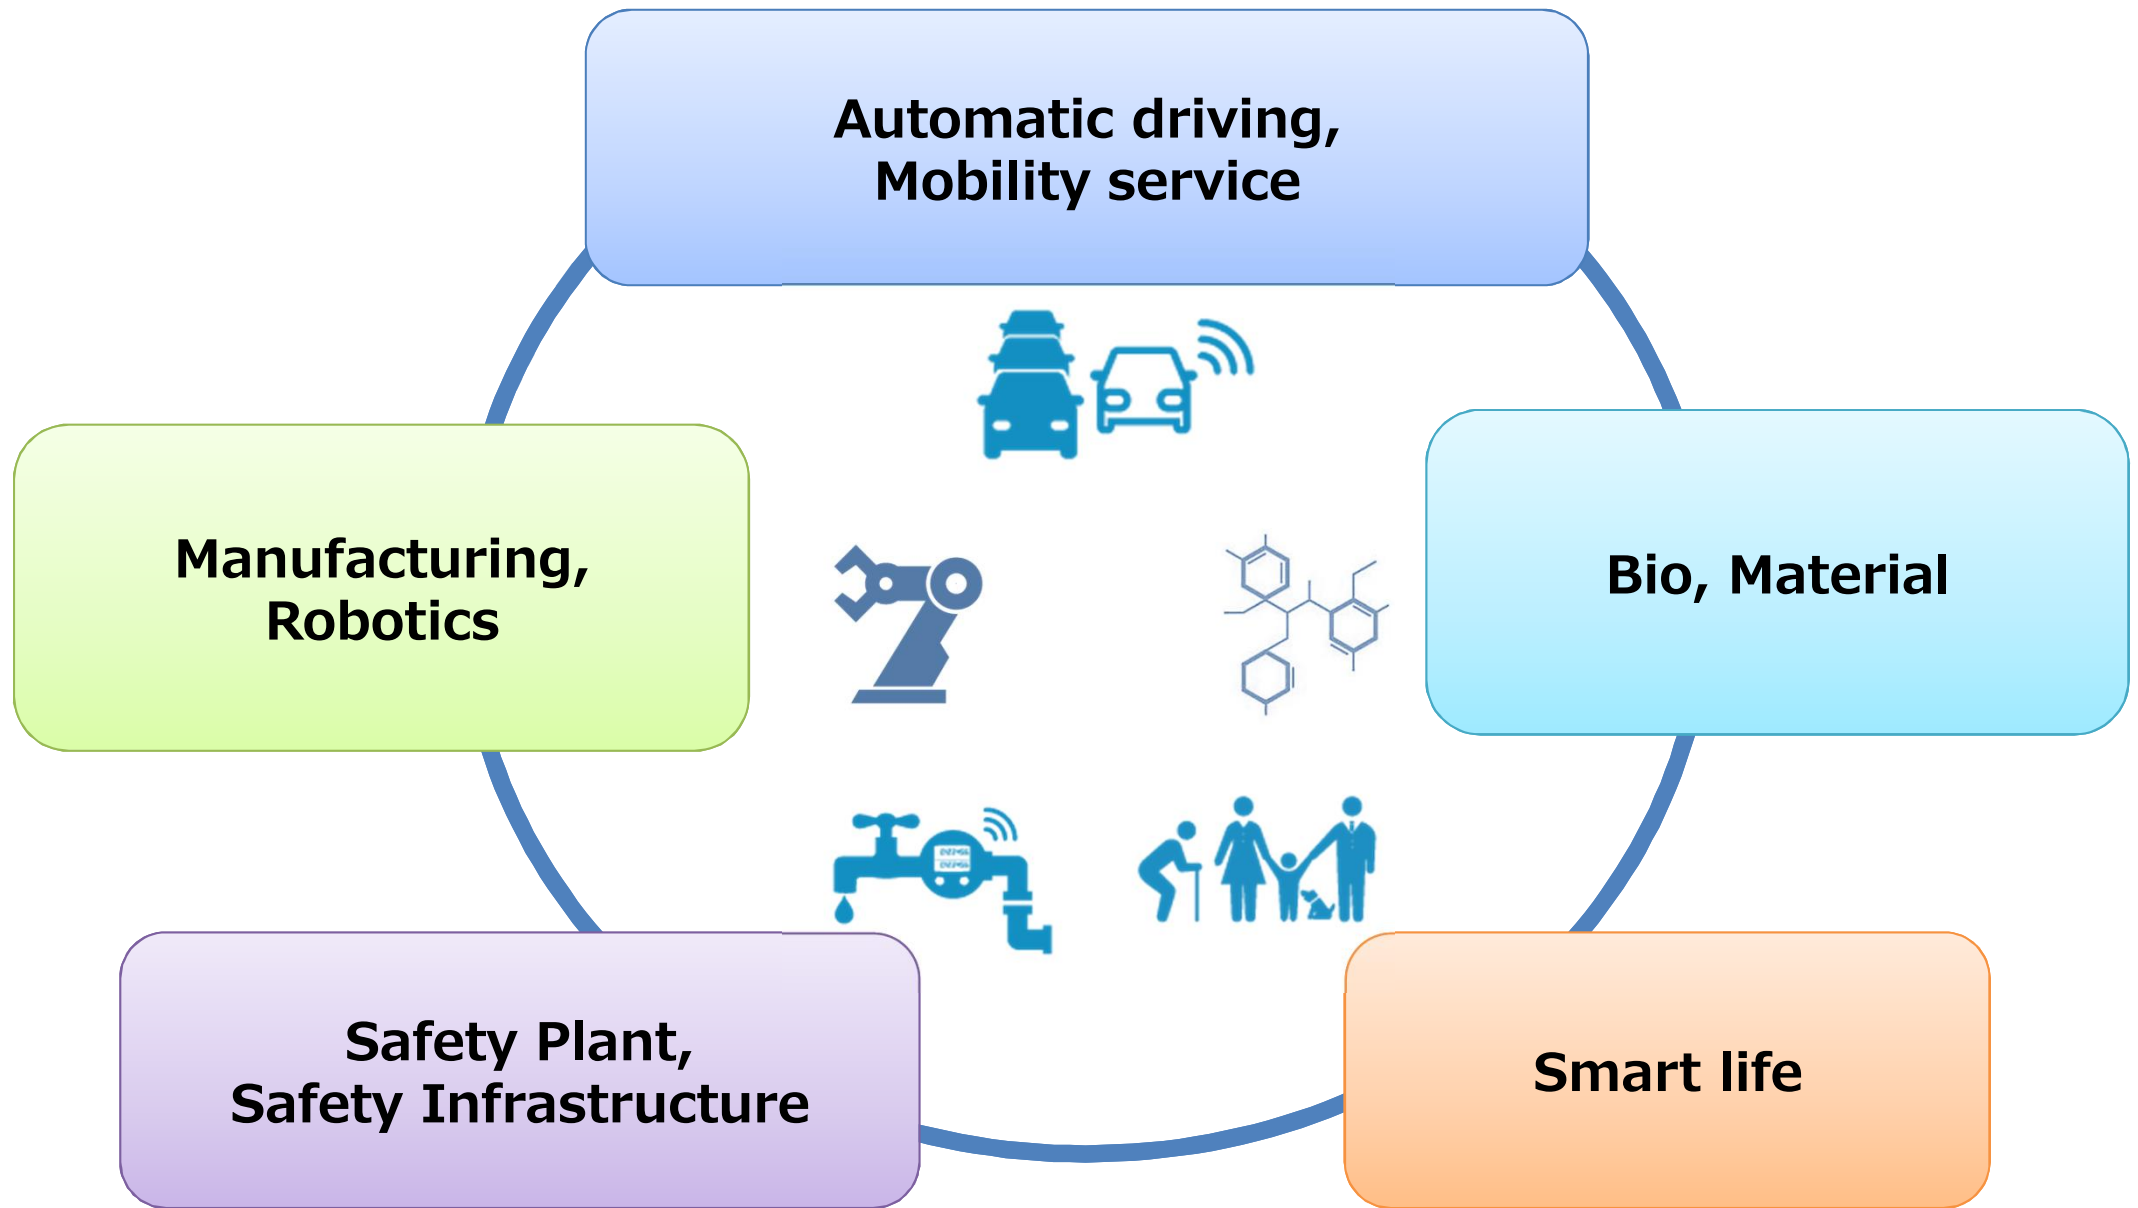 Automatic driving,
Mobility service
Manufacturing,
Robotics
Bio, Material
Safety Plant,
Safety Infrastructure
Smart life